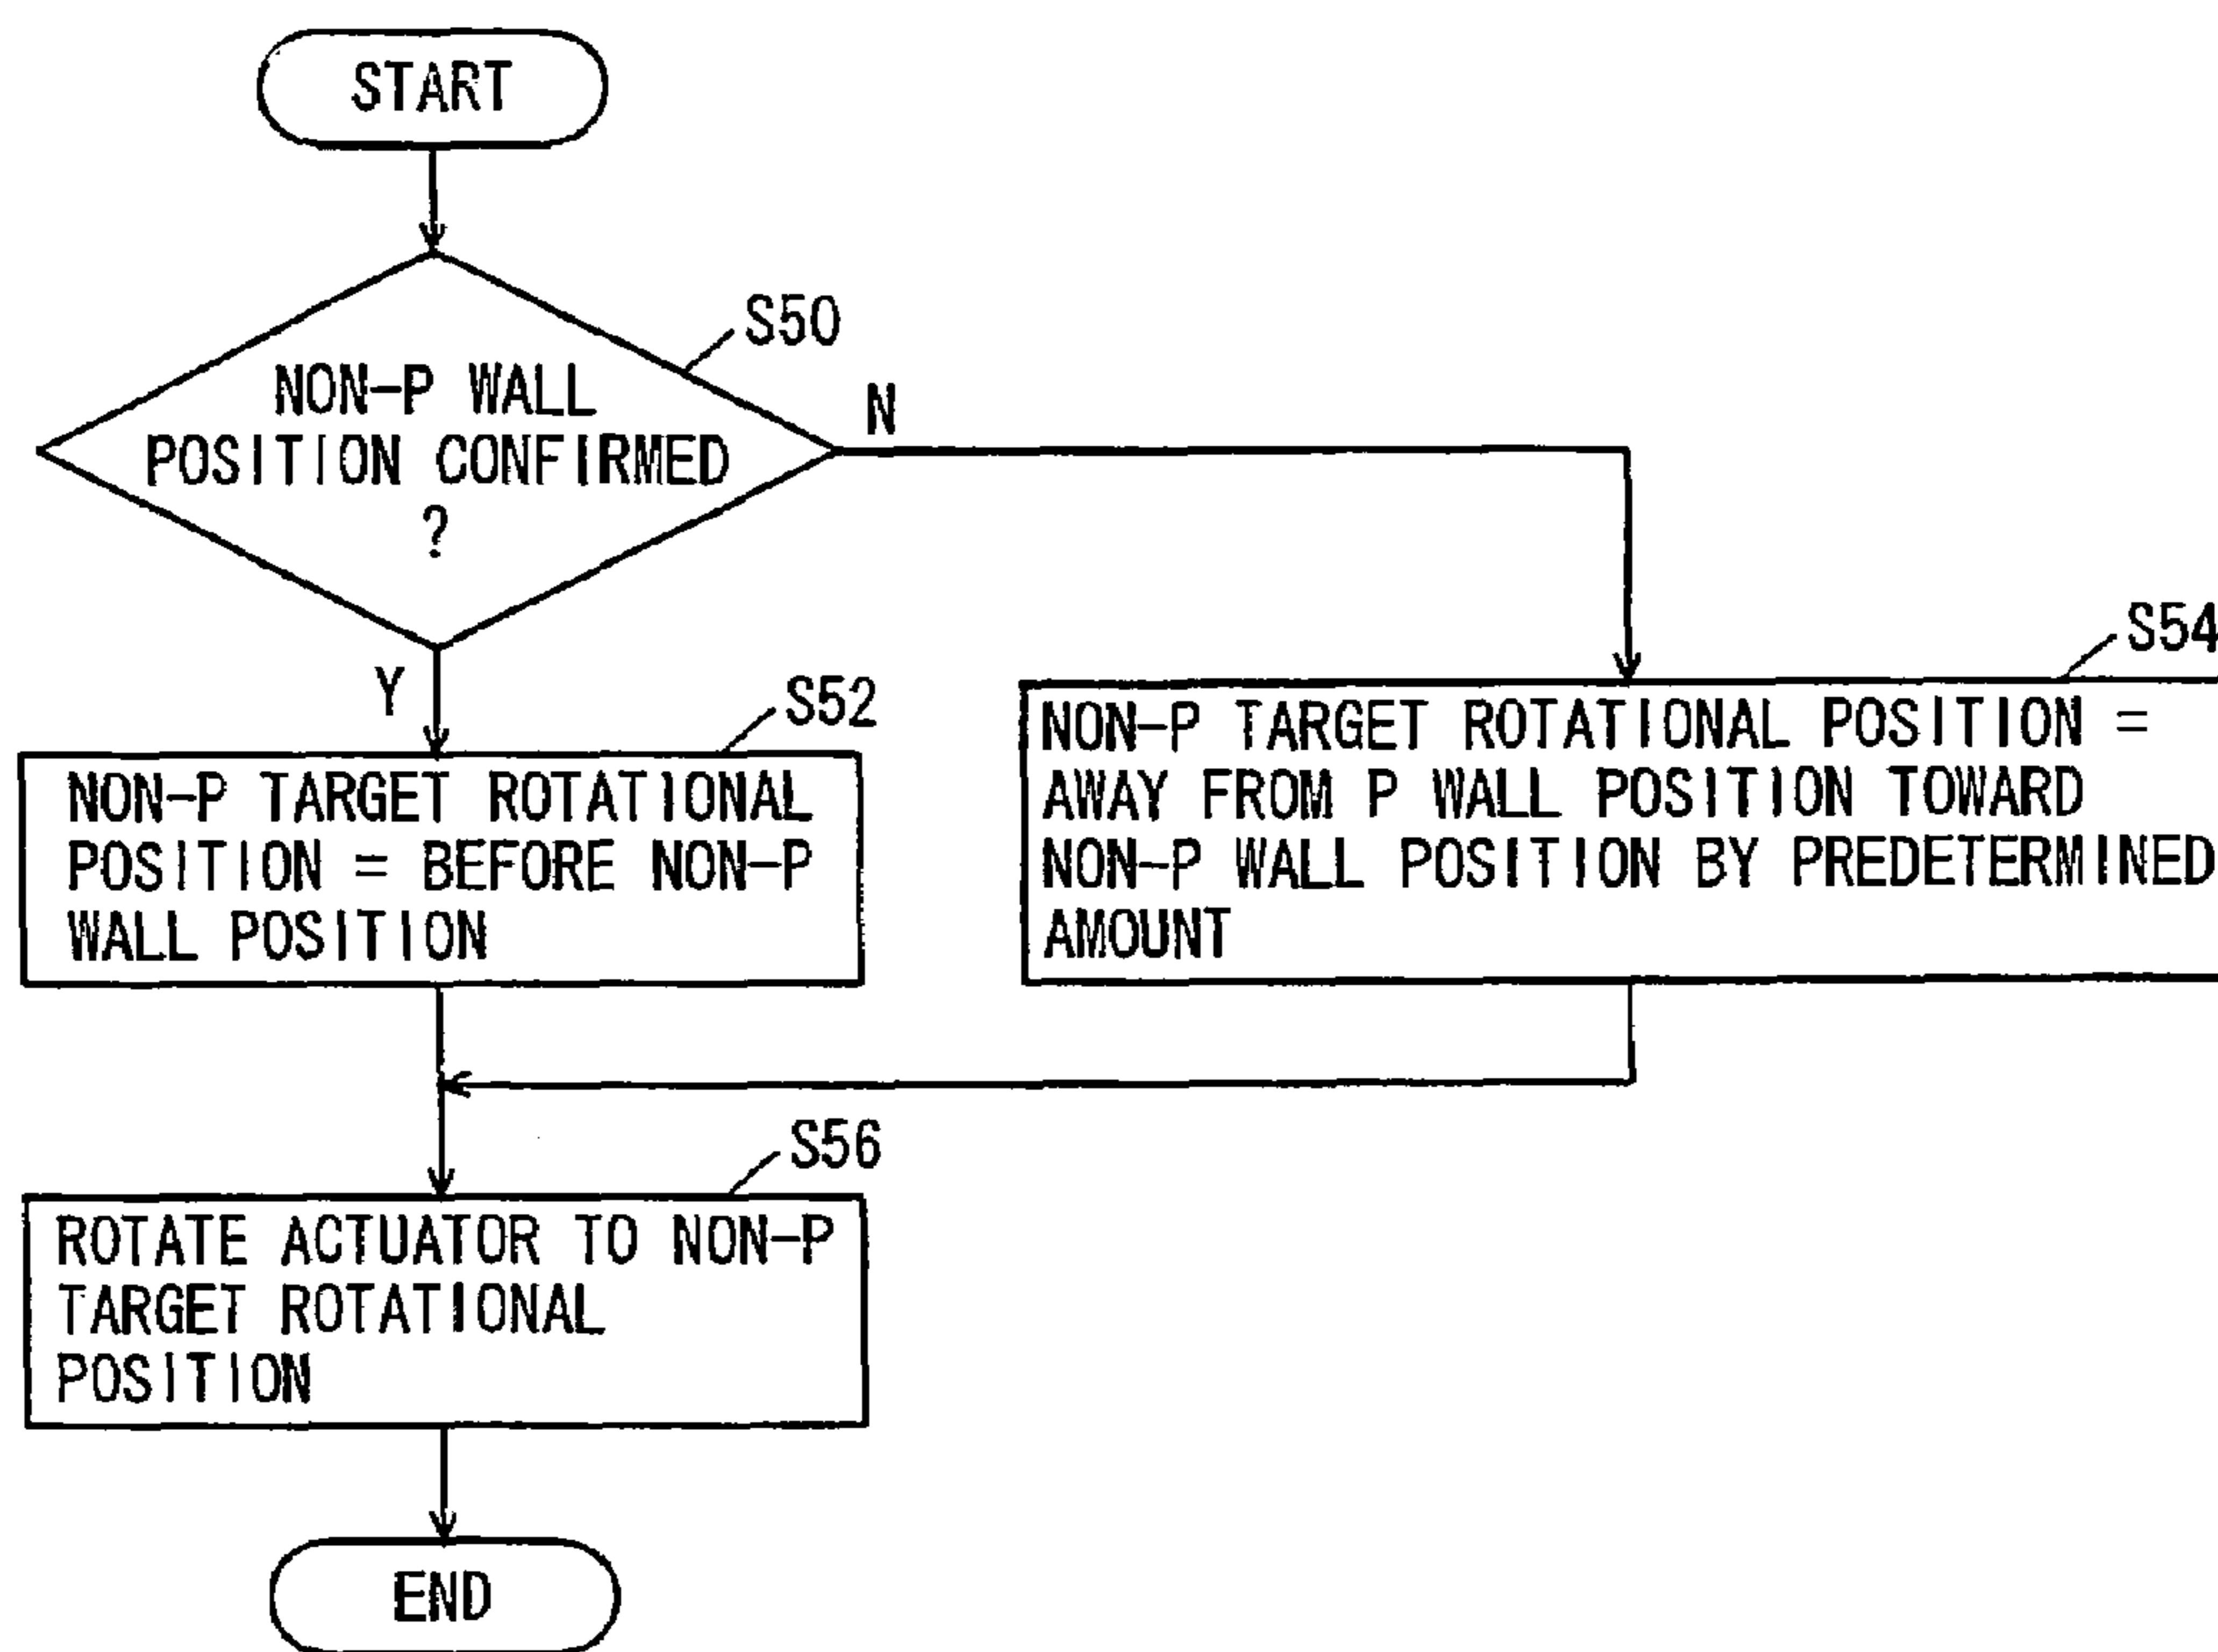 START
S50
NON-P WALL
POSITION CONFIRMED
?
N
Y
S52
NON-P TARGET ROTATIONAL
POSITION = BEFORE NON-P
WALL POSITION
S54
NON-P TARGET ROTATIONAL POSITION =
AWAY FROM P WALL POSITION TOWARD
NON-P WALL POSITION BY PREDETERMINED
AMOUNT
S56
ROTATE ACTUATOR TO NON-P
TARGET ROTATIONAL
POSITION
END